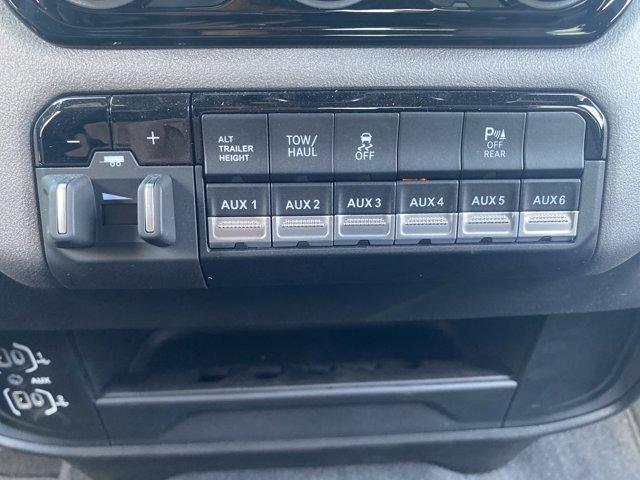 − +
ALT
TRAILER
HEIGHT
TOW/
HAUL
OFF
P
OFF
REAR
AUX 1
AUX 2
AUX 3
AUX 4
AUX 5
AUX 6
AUX